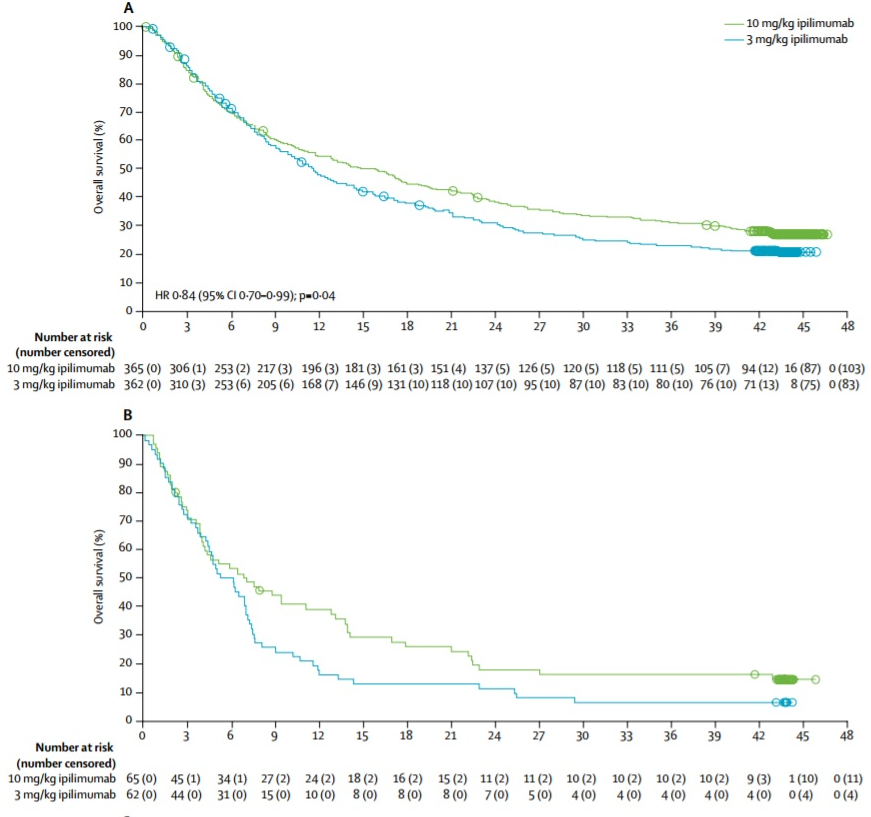 A
100
90
80
70
60
50
40
30
20
10
0
Overall survival (%)
10 mg/kg ipilimumab
3 mg/kg ipilimumab
HR 0·84 (95% CI 0·70–0·99); p=0·04
0 3 6 9 12 15 18 21 24 27 30 33 36 39 42 45 48
Number at risk
(number censored)
10 mg/kg ipilimumab 365 (0) 306 (1) 253 (2) 217 (3) 196 (3) 181 (3) 161 (3) 151 (4) 137 (5) 126 (5) 120 (5) 118 (5) 111 (5) 105 (7) 94 (12) 16 (87) 0 (103)
3 mg/kg ipilimumab 362 (0) 310 (3) 253 (6) 205 (6) 168 (7) 146 (9) 131 (10) 118 (10) 107 (10) 95 (10) 87 (10) 83 (10) 80 (10) 76 (10) 71 (13) 8 (75) 0 (83)
B
100
90
80
70
60
50
40
30
20
10
0
Overall survival (%)
0 3 6 9 12 15 18 21 24 27 30 33 36 39 42 45 48
Number at risk
(number censored)
10 mg/kg ipilimumab 65 (0) 45 (1) 34 (1) 27 (2) 24 (2) 18 (2) 16 (2) 15 (2) 11 (2) 11 (2) 10 (2) 10 (2) 10 (2) 10 (2) 9 (3) 1 (10) 0 (11)
3 mg/kg ipilimumab 62 (0) 44 (0) 31 (0) 15 (0) 10 (0) 8 (0) 8 (0) 8 (0) 7 (0) 5 (0) 4 (0) 4 (0) 4 (0) 4 (0) 4 (0) 0 (4) 0 (4)